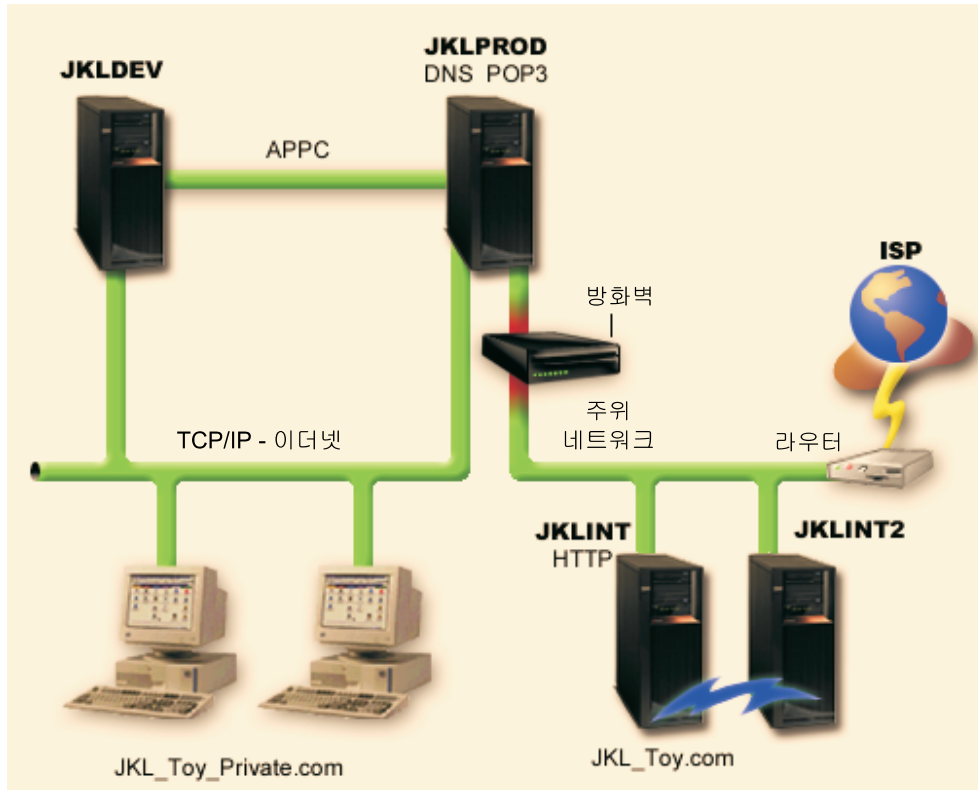 JKLDEV
JKLPROD
DNS POP3
APPC
ISP
방화벽
주위
네트워크
TCP/IP - 이더넷
라우터
JKLINT
HTTP
JKLINT2
JKL_Toy_Private.com
JKL_Toy.com